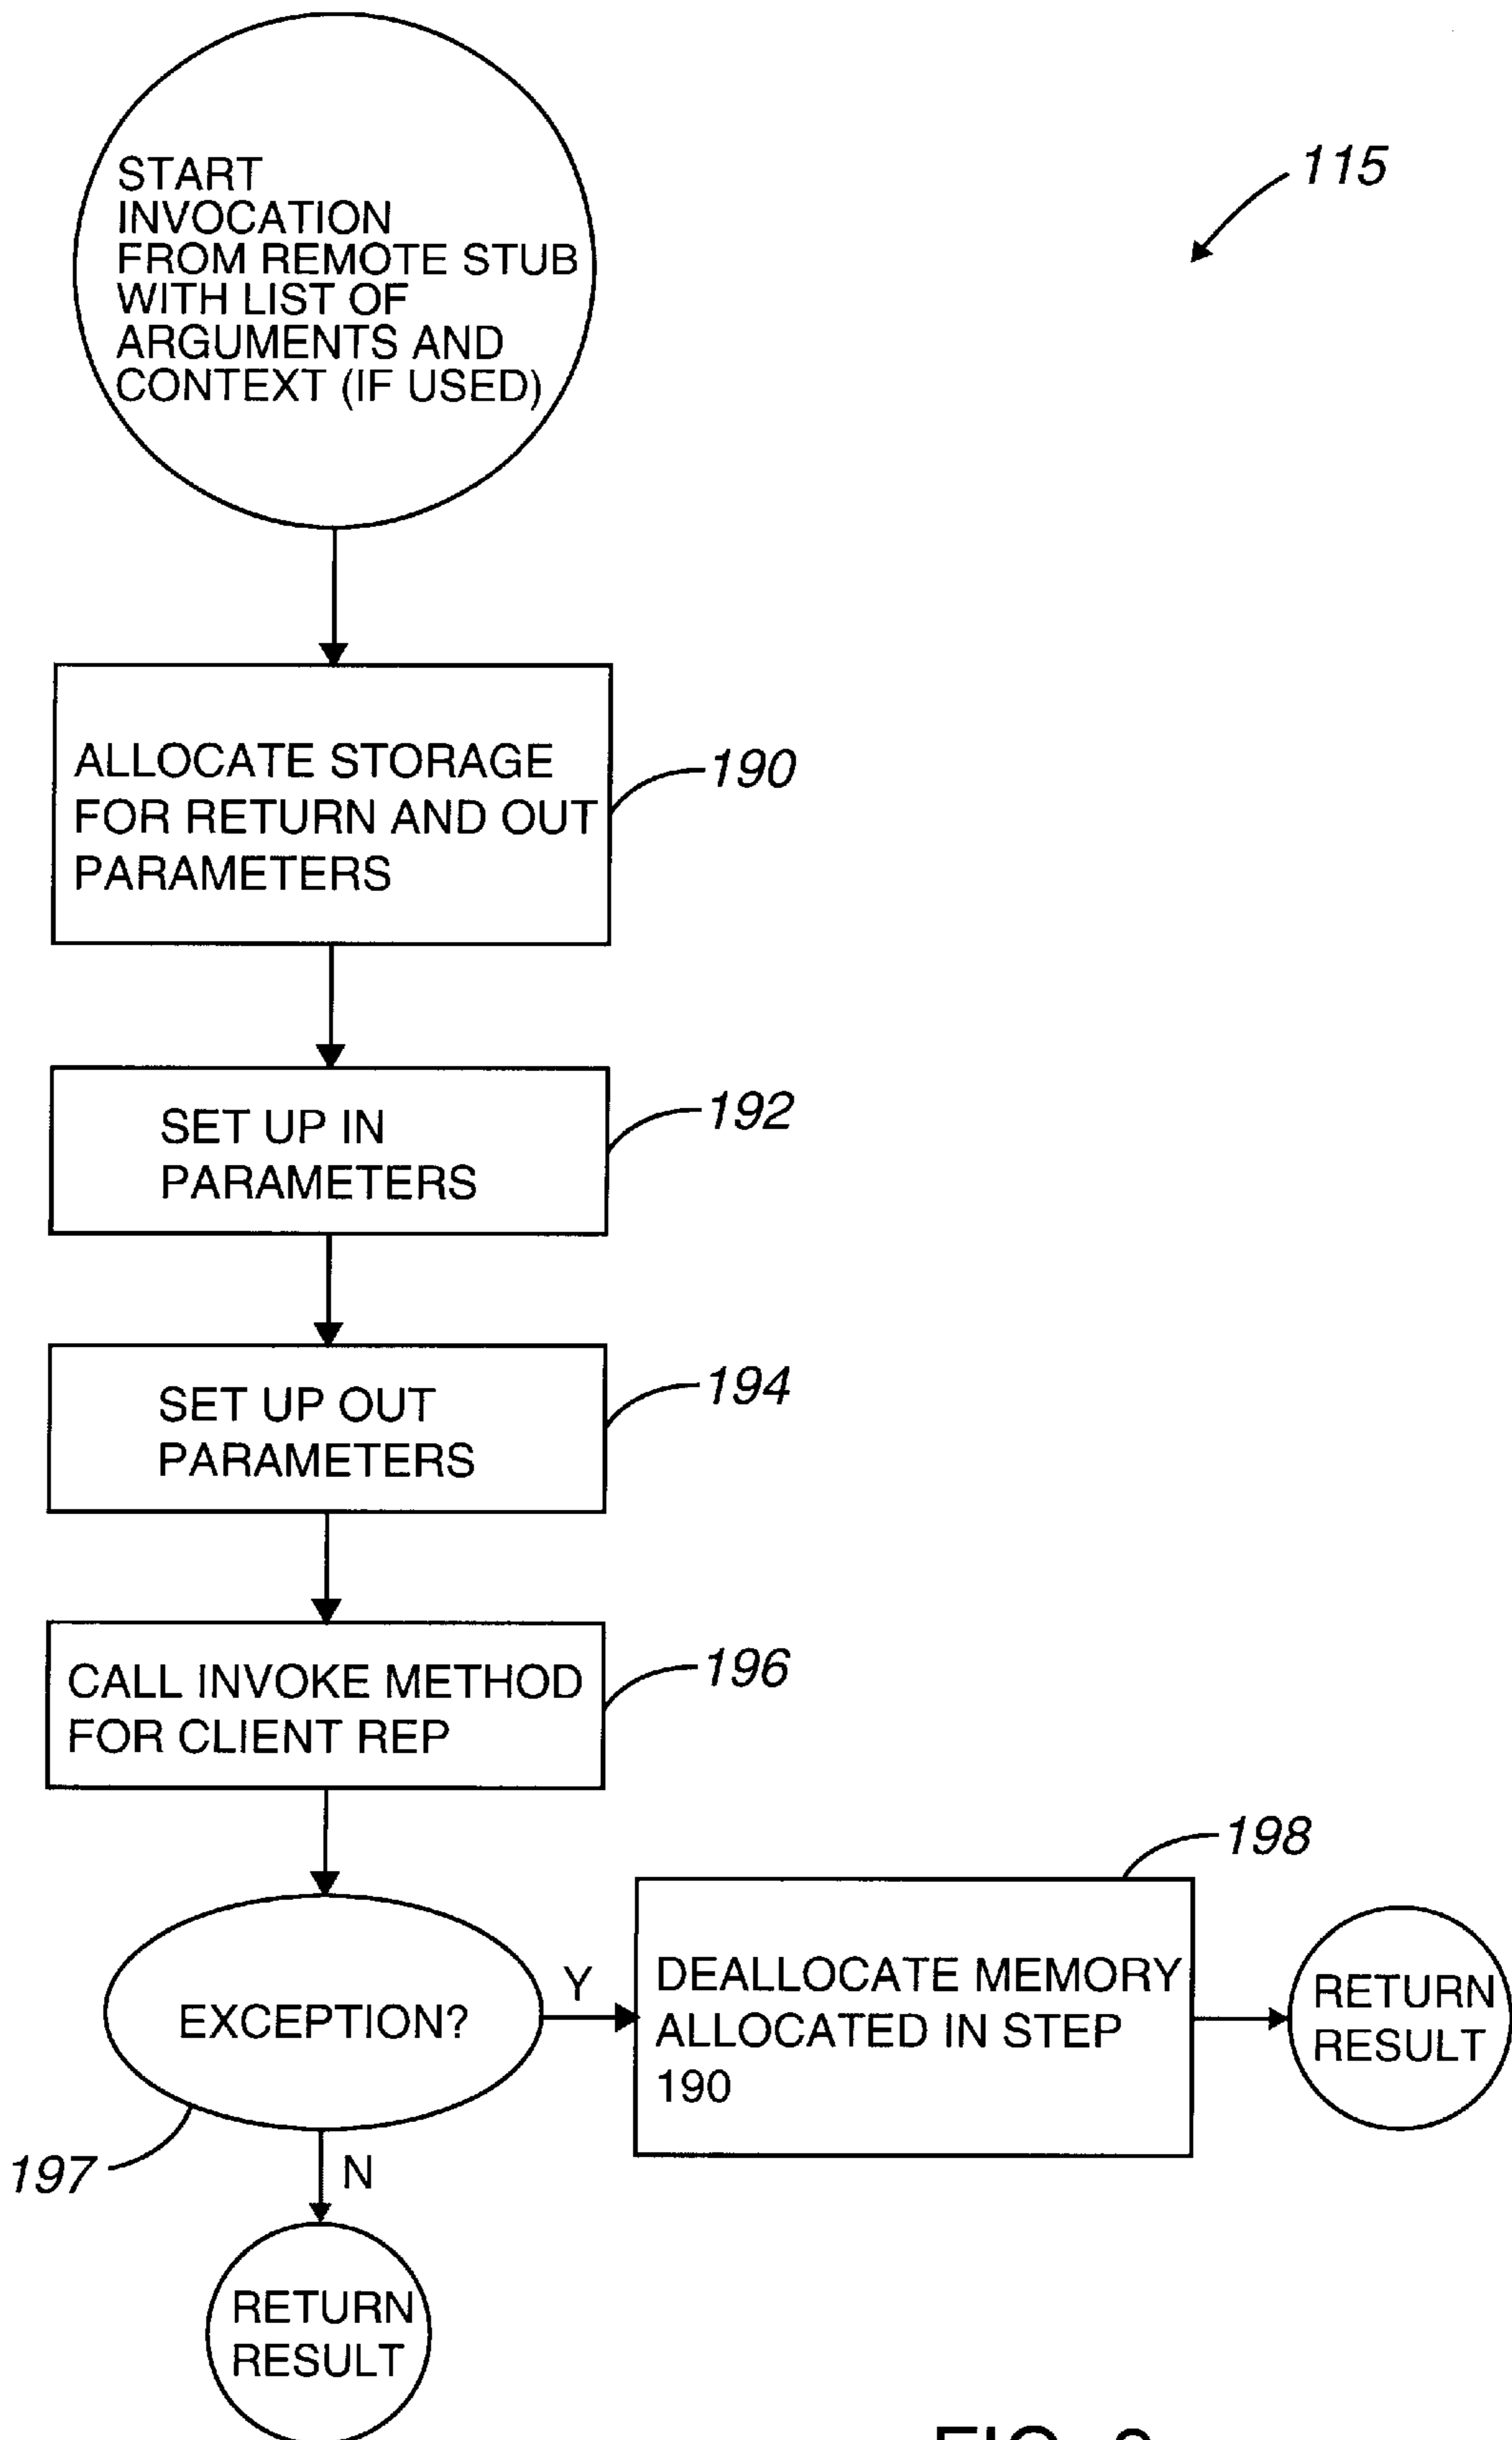 START
INVOCATION
FROM REMOTE STUB
WITH LIST OF
ARGUMENTS AND
CONTEXT (IF USED)
115
ALLOCATE STORAGE
FOR RETURN AND OUT
PARAMETERS
190
SET UP IN
PARAMETERS
192
SET UP OUT
PARAMETERS
194
CALL INVOKE METHOD
FOR CLIENT REP
196
EXCEPTION?
197
Y
N
198
DEALLOCATE MEMORY
ALLOCATED IN STEP
190
RETURN
RESULT
RETURN
RESULT
FIG.